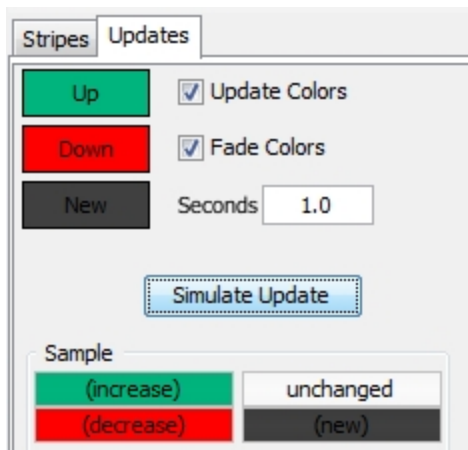 Stripes Updates
Up Update Colors
Down Fade Colors
New Seconds 1.0
Simulate Update
Sample
(increase) unchanged
(decrease) (new)